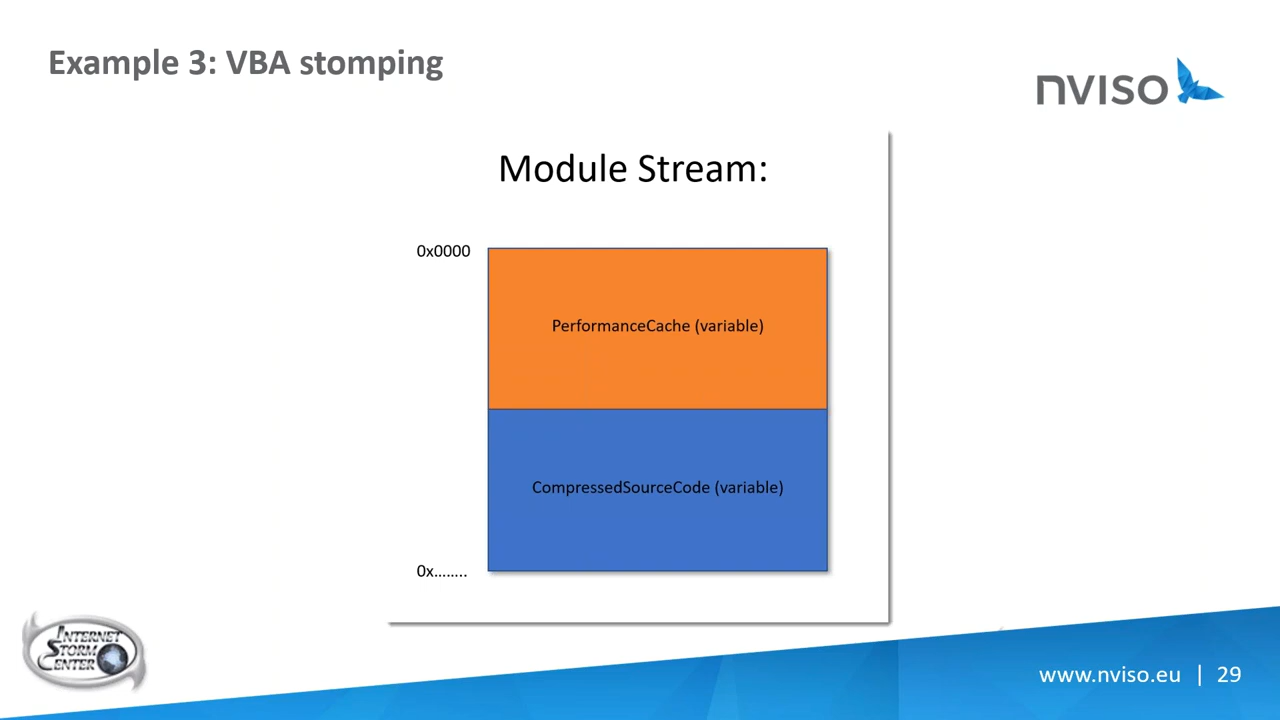 Example 3: VBA stomping
nviso
Module Stream:
0x0000
PerformanceCache (variable)
CompressedSourceCode (variable)
0x……..
INTERNET
STORM
CENTER
www.nviso.eu | 29